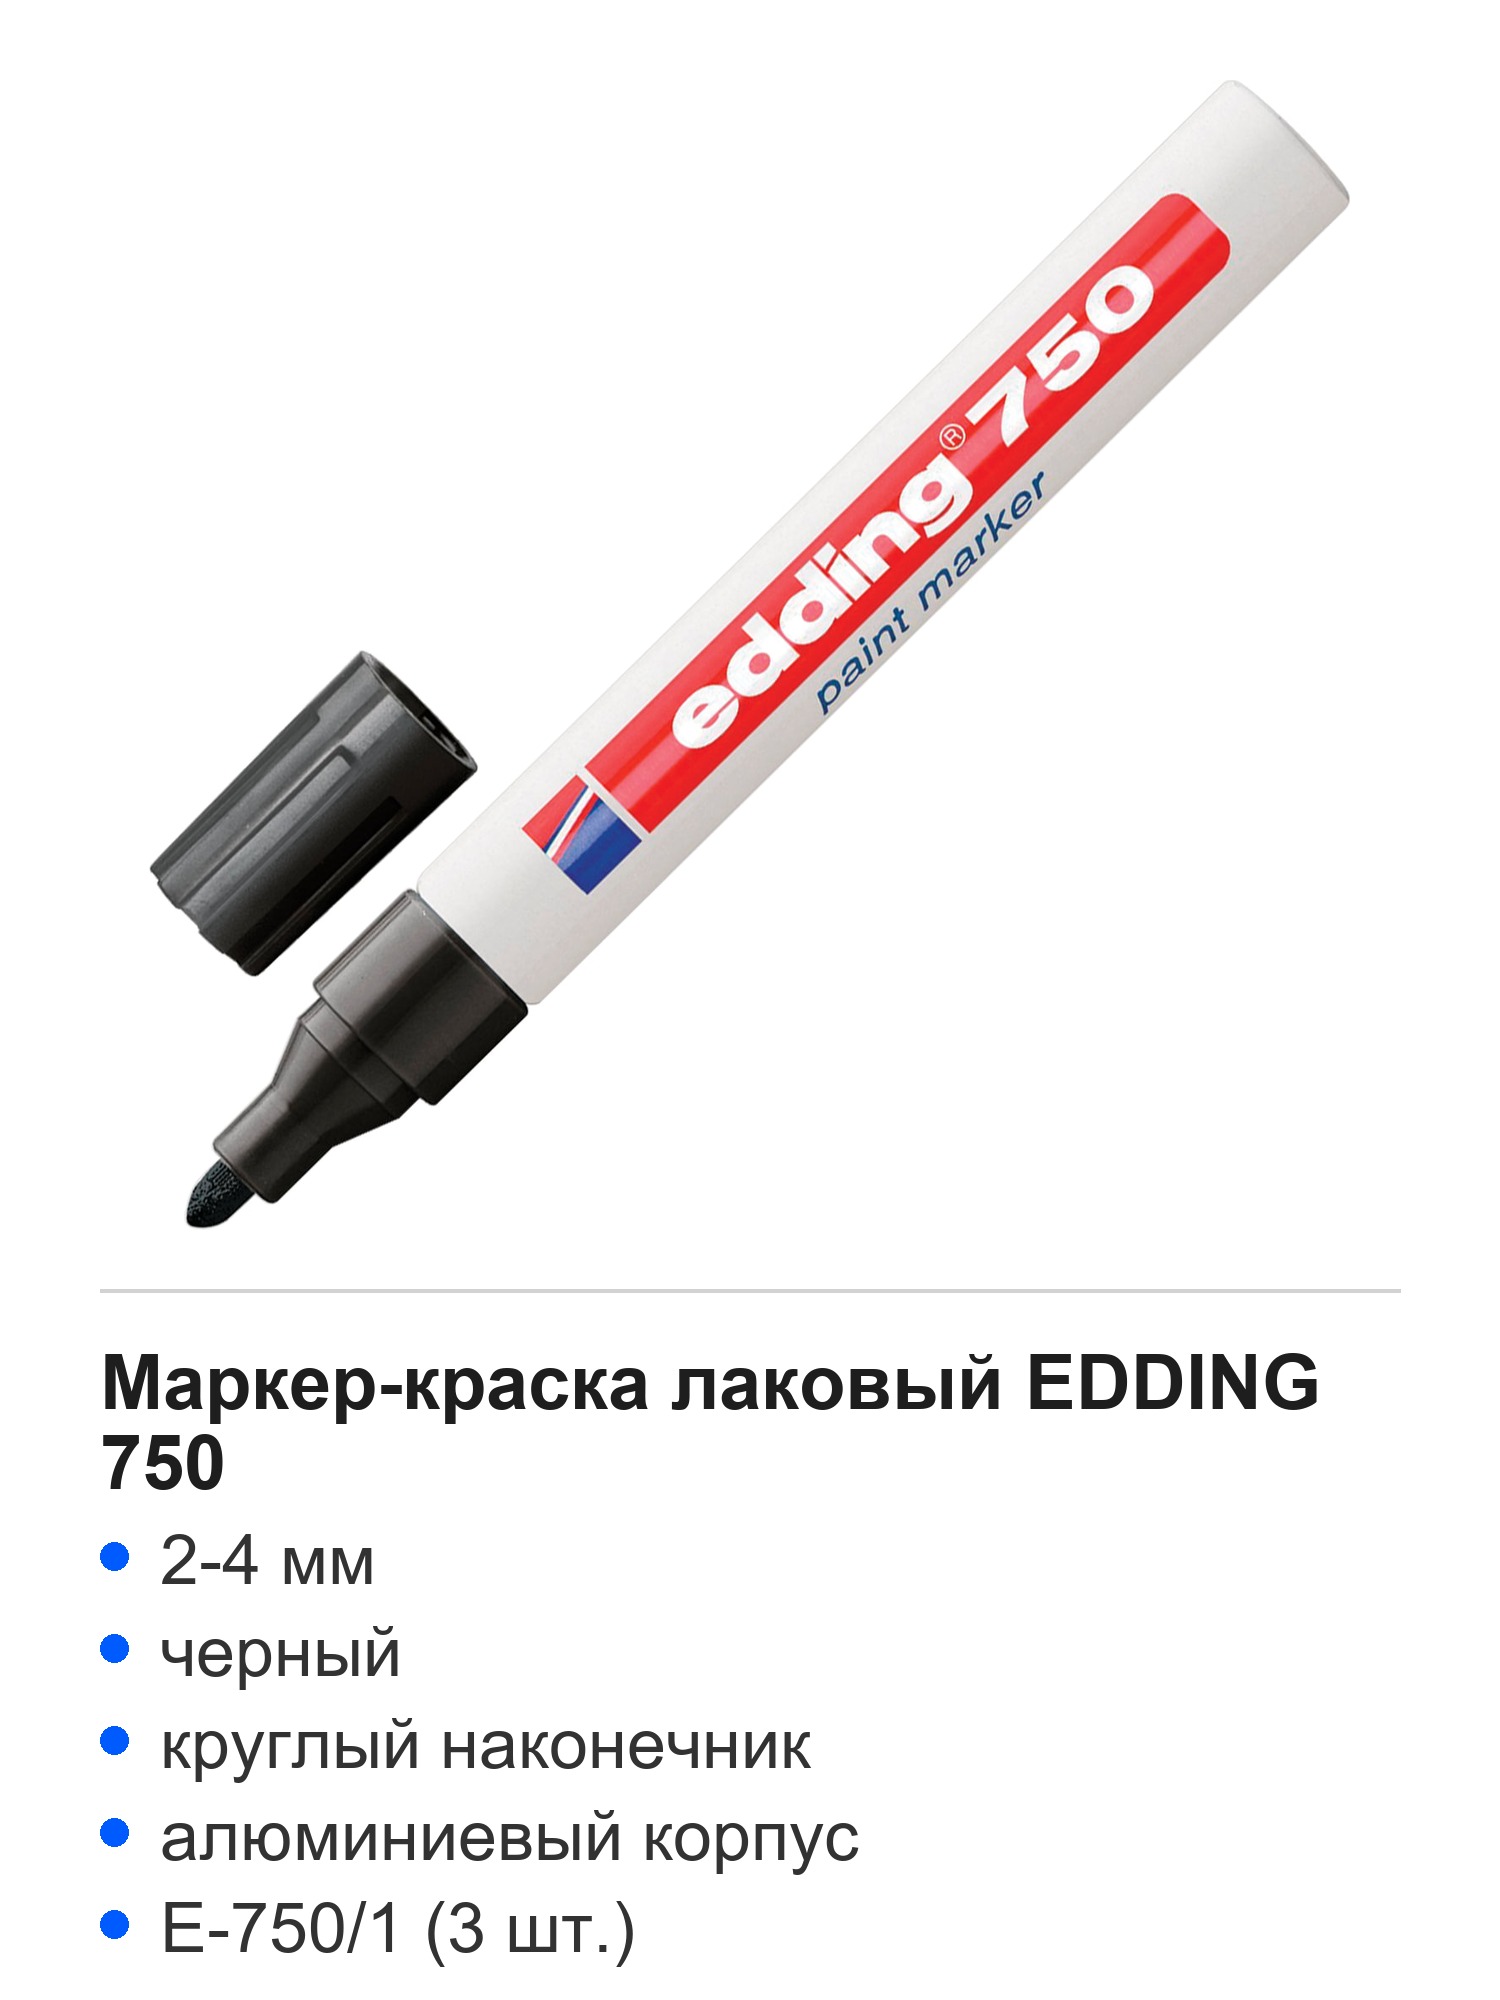 edding® 750
paint marker
Маркер-краска лаковый EDDING
750
2-4 мм
черный
круглый наконечник
алюминиевый корпус
E-750/1 (3 шт.)